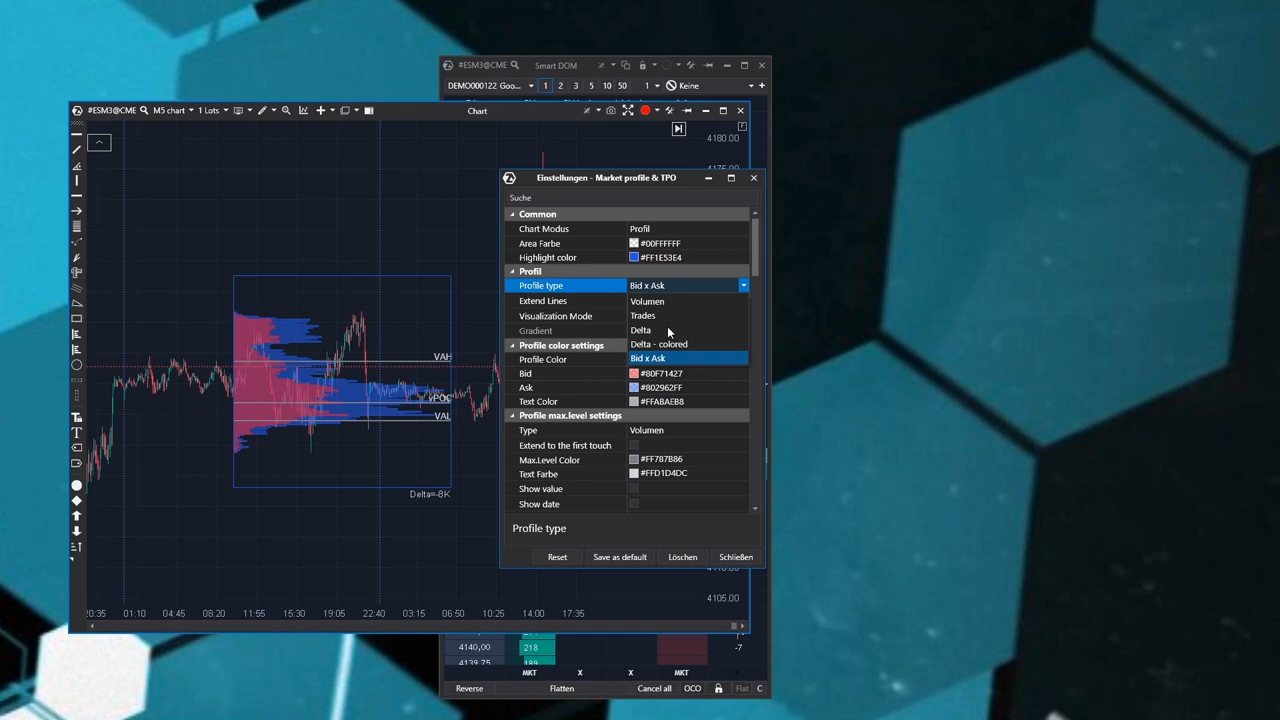 #ESM3@CME Smart DOM
DEMO000122 Goo... 1 2 3 5 10 50 1 Keine
#ESM3@CME M5 chart 1 Lots Chart
4180.00
F
Einstellungen - Market profile & TPO
Suche
Common
Chart Modus Profil
Area Farbe #00FFFFFF
Highlight color #FF1E53E4
Profil
Profile type Bid x Ask
Extend Lines Volumen
Visualization Mode Trades
Gradient Delta
Profile color settings Delta - colored
Profile Color Bid x Ask
Bid #80F71427
Ask #802962FF
Text Color #FFABAEB8
Profile max.level settings
Type Volumen
Extend to the first touch
Max.Level Color #FF787B86
Text Farbe #FFD1D4DC
Show value
Show date
Profile type
Reset Save as default Löschen Schließen
VAH
vPOC
VAL
Delta=-8K
4105.00
20:35 01:10 04:45 08:20 11:55 15:30 19:05 22:40 03:15 06:50 10:25 14:00 17:35
4140,00 218 -7
4139,75 189
MKT X X MKT
Reverse Flatten Cancel all OCO Flat C